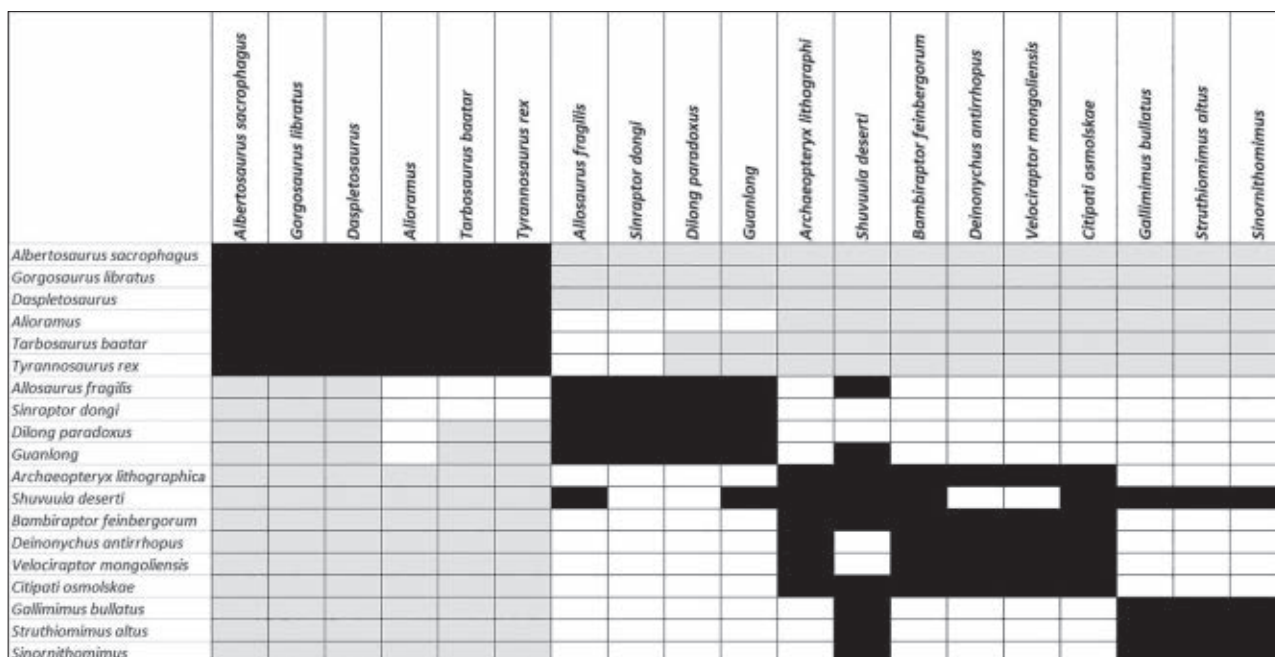 Albertosaurus sacrophagus
Gorgosaurus libratus
Daspletosaurus
Alioramus
Tarbosaurus baatar
Tyrannosaurus rex
Allosaurus fragilis
Sinraptor dongi
Dilong paradoxus
Guanlong
Archaeopteryx lithographi
Shuvuula deserti
Bambiraptor feinbergorum
Deinonychus antirrhopus
Velociraptor mongoliensis
Citipati osmolskae
Gallimimus bullatus
Struthiomimus altus
Sinornithomimus
Albertosaurus sacrophagus
Gorgosaurus libratus
Daspletosaurus
Alioramus
Tarbosaurus baatar
Tyrannosaurus rex
Allosaurus fragilis
Sinraptor dongi
Dilong paradoxus
Guanlong
Archaeopteryx lithographica
Shuvuuia deserti
Bambiraptor feinbergorum
Deinonychus antirrhopus
Velociraptor mongoliensis
Citipati osmolskae
Gallimimus bullatus
Struthiomimus altus
Sinornithomimus